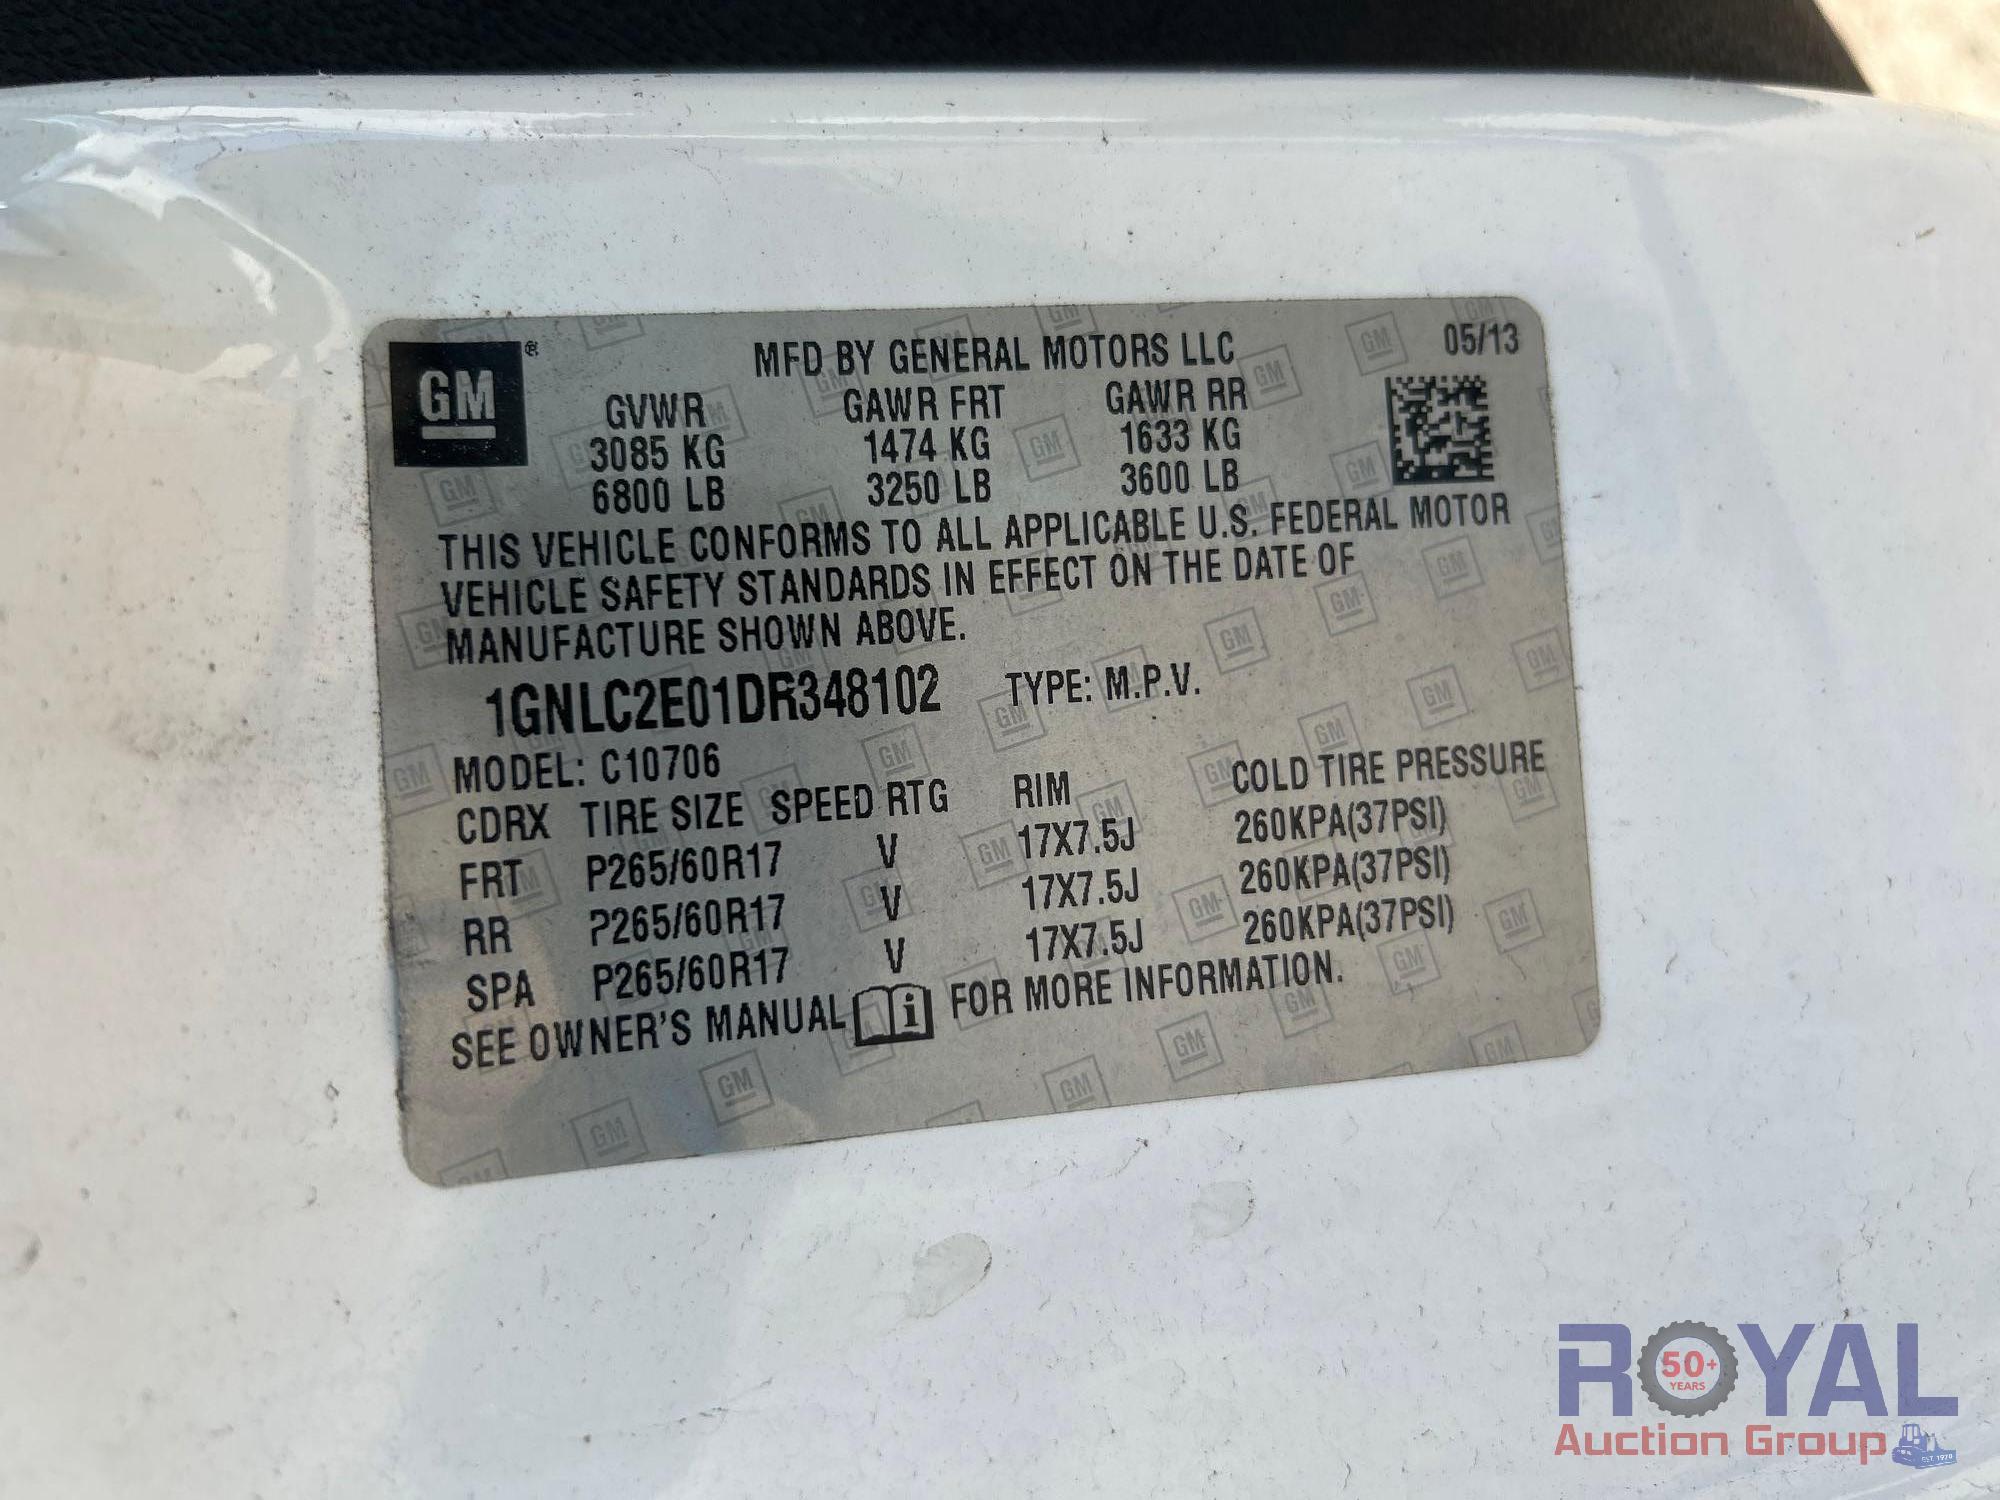 GM ®
MFD BY GENERAL MOTORS LLC 05/13
GVWR GAWR FRT GAWR RR
3085 KG 1474 KG 1633 KG
6800 LB 3250 LB 3600 LB
THIS VEHICLE CONFORMS TO ALL APPLICABLE U.S. FEDERAL MOTOR
VEHICLE SAFETY STANDARDS IN EFFECT ON THE DATE OF
MANUFACTURE SHOWN ABOVE.
1GNLC2E01DR348102 TYPE: M.P.V.
MODEL: C10706
CDRX TIRE SIZE SPEED RTG RIM COLD TIRE PRESSURE
FRT P265/60R17 V 17X7.5J 260KPA(37PSI)
RR P265/60R17 V 17X7.5J 260KPA(37PSI)
SPA P265/60R17 V 17X7.5J 260KPA(37PSI)
SEE OWNER'S MANUAL i FOR MORE INFORMATION.
ROYAL
50+
YEARS
Auction Group
EST. 1970